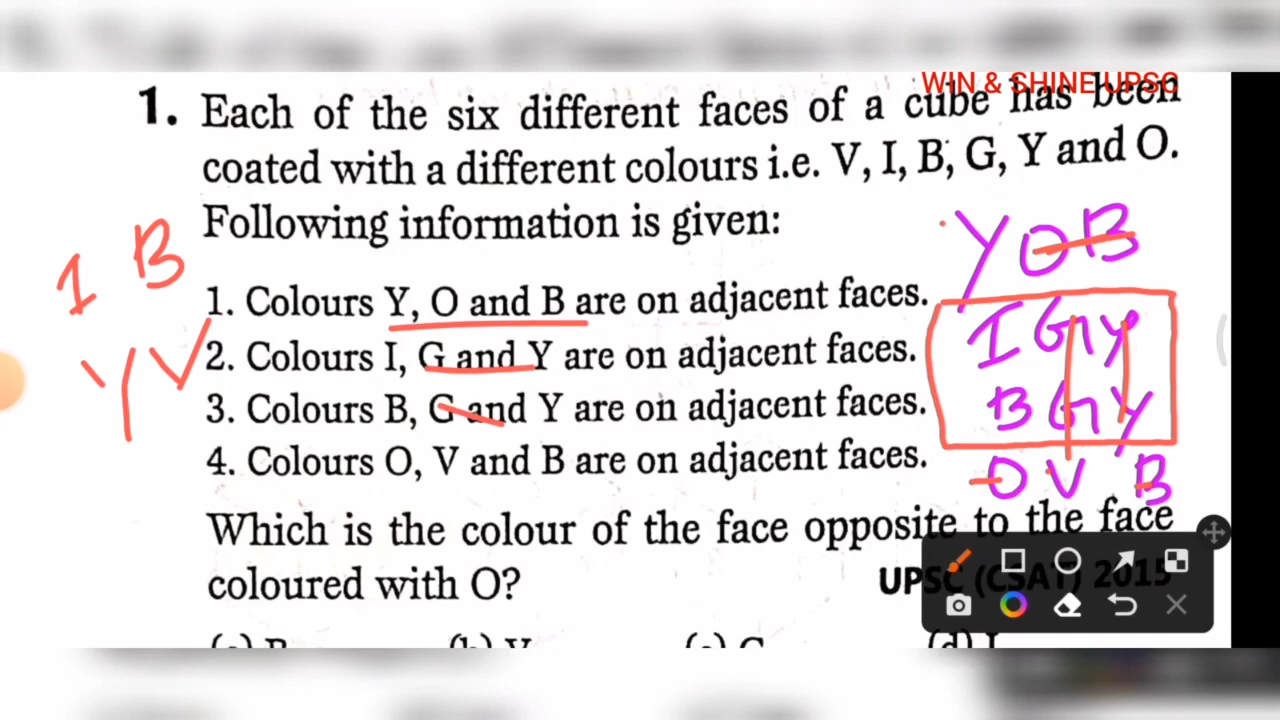 WIN & SHINE UPSC
1. Each of the six different faces of a cube has been
coated with a different colours i.e. V, I, B, G, Y and O.
Following information is given:
Y O B
I B
1. Colours Y, O and B are on adjacent faces.
I G Y
Y V
2. Colours I, G and Y are on adjacent faces.
B G Y
3. Colours B, G and Y are on adjacent faces.
O V B
4. Colours O, V and B are on adjacent faces.
Which is the colour of the face opposite to the face
coloured with O?
UPSC (CSAT) 2015
(a) B (b) V (c) G (d) I